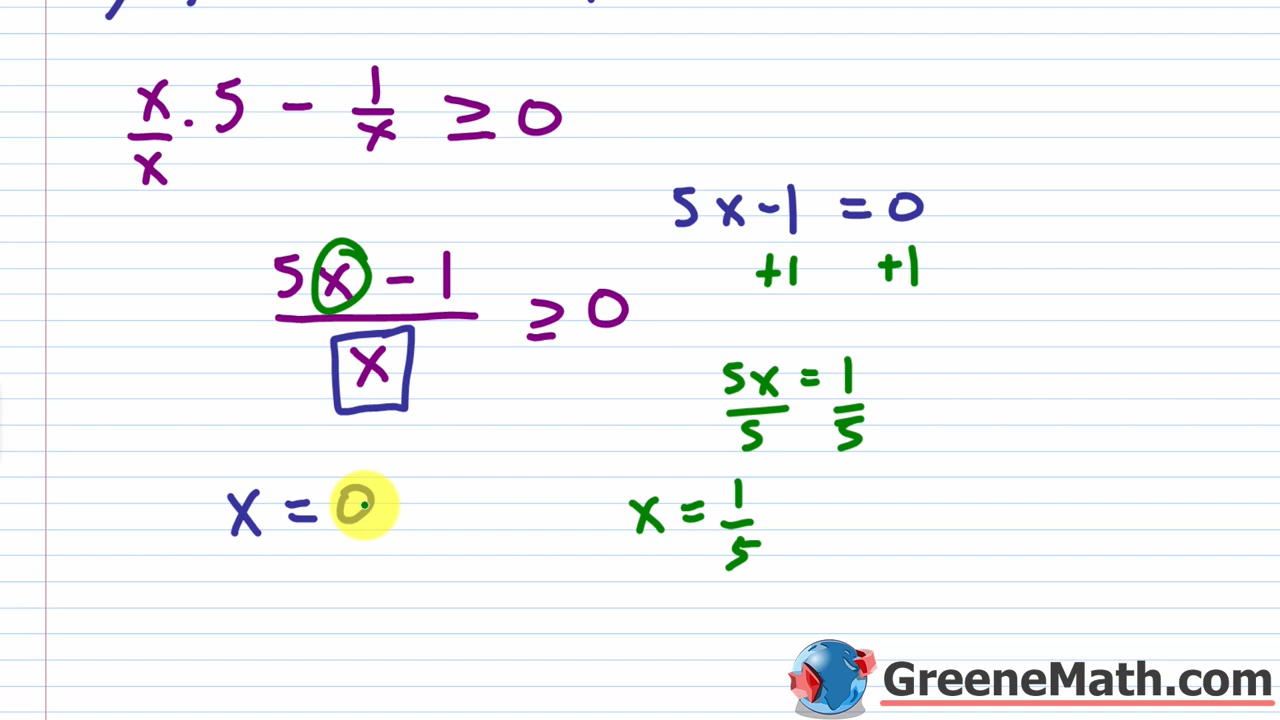 x/x · 5 - 1/x ≥ 0
5x - 1 = 0
+1 +1
(5x - 1)/x ≥ 0
5x/5 = 1/5
x = 0
x = 1/5
GreeneMath.com